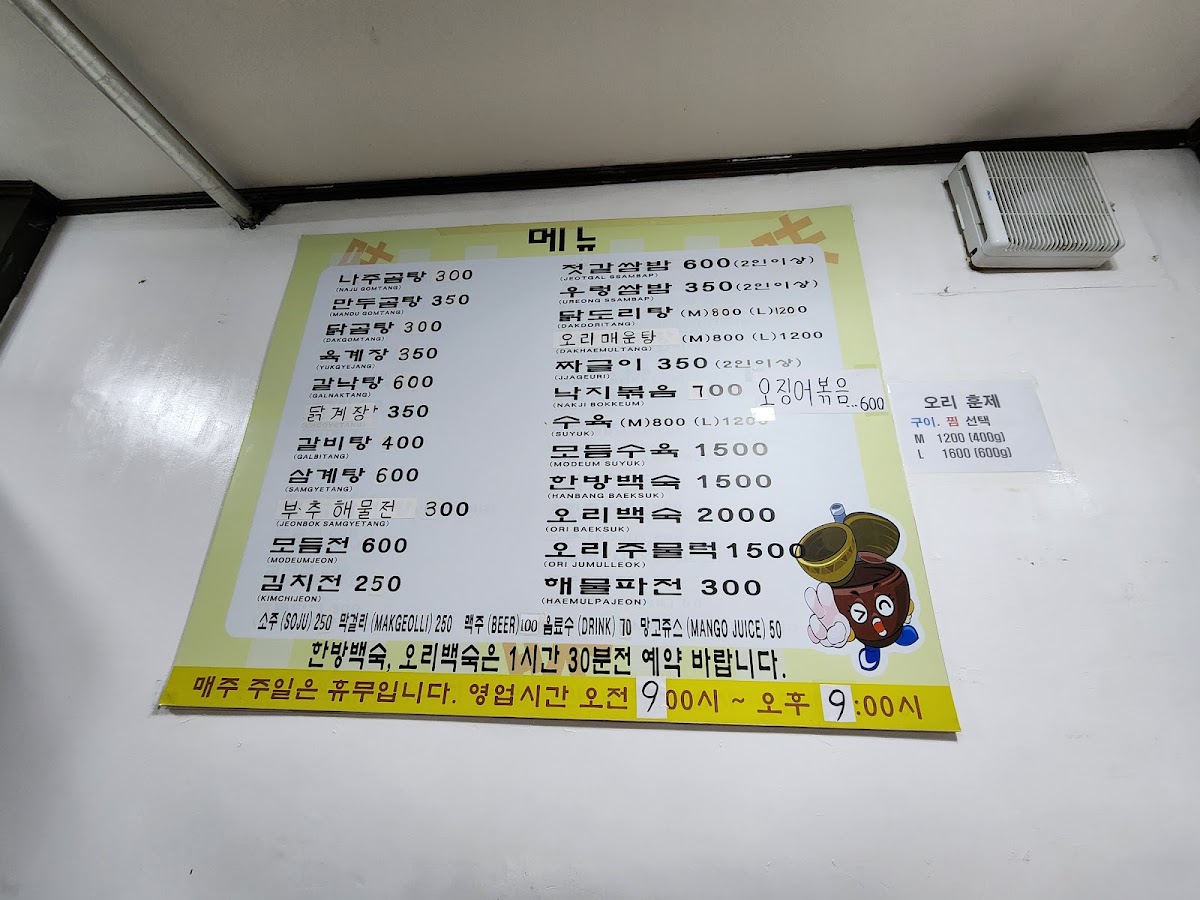 메뉴
나주곰탕 300
(NAJU GOMTANG)
만두곰탕 350
(MANDU GOMTANG)
닭곰탕 300
(DAKGOMTANG)
육계장 350
(YUKGYEJANG)
갈낙탕 600
(GALNAKTANG)
닭계장 350
갈비탕 400
(GALBITANG)
삼계탕 600
(SAMGYETANG)
부추해물전 300
(JEONBOK SAMGYETANG)
모듬전 600
(MODEUMJEON)
김치전 250
(KIMCHIJEON)
젓갈쌈밥 600(2인이상)
(JEOTGAL SSAMBAP)
우렁쌈밥 350(2인이상)
(UREONG SSAMBAP)
닭도리탕 (M)800 (L)1200
(DAKDORITANG)
오리매운탕 (M)800 (L)1200
(DAKHAEMULTANG)
짜글이 350 (2인이상)
(JJAGEURI)
낙지볶음 700 오징어볶음...600
(NAKJI BOKKEUM)
수육 (M)800 (L)1200
(SUYUK)
모듬수육 1500
(MODEUM SUYUK)
한방백숙 1500
(HANBANG BAEKSUK)
오리백숙 2000
(ORI BAEKSUK)
오리주물럭 1500
(ORI JUMULLEOK)
해물파전 300
(HAEMULPAJEON)
소주 (SOJU) 250 막걸리 (MAKGEOLLI) 250 맥주 (BEER) 100 음료수 (DRINK) 70 망고쥬스 (MANGO JUICE) 50
한방백숙, 오리백숙은 1시간 30분전 예약 바랍니다.
매주 주일은 휴무입니다. 영업시간 오전 9:00시 ~ 오후 9:00시
오리 훈제
구이, 찜 선택
M 1200 (400g)
L 1600 (600g)